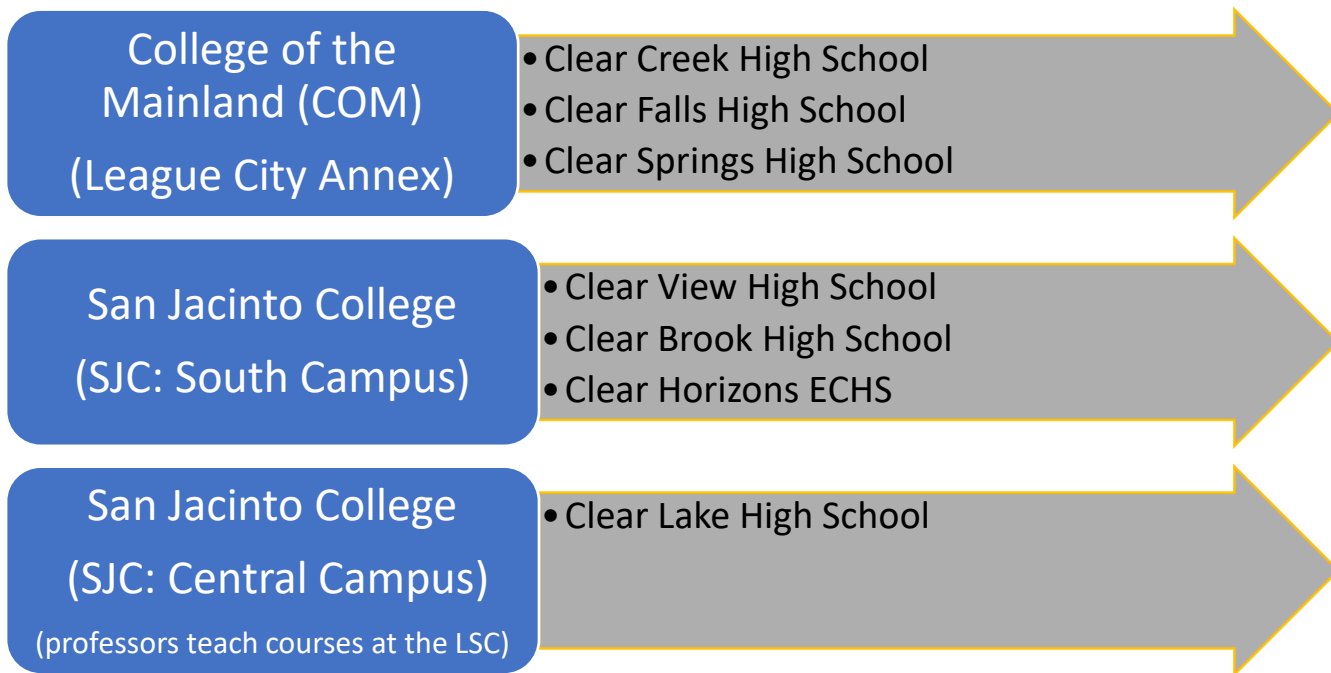 College of the
Mainland (COM)
(League City Annex)
• Clear Creek High School
• Clear Falls High School
• Clear Springs High School
San Jacinto College
(SJC: South Campus)
• Clear View High School
• Clear Brook High School
• Clear Horizons ECHS
San Jacinto College
(SJC: Central Campus)
(professors teach courses at the LSC)
• Clear Lake High School